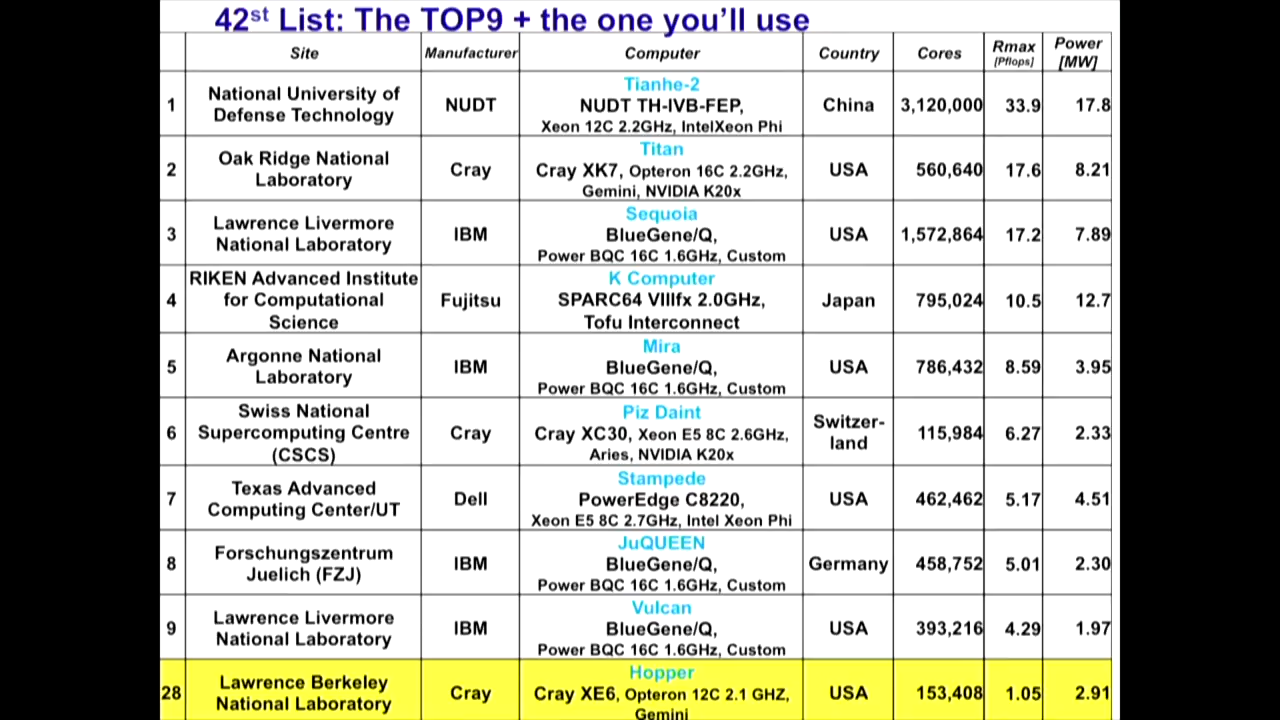 42st List: The TOP9 + the one you'll use
Site Manufacturer Computer Country Cores Rmax [Pflops] Power [MW]
1 National University of Defense Technology NUDT Tianhe-2 NUDT TH-IVB-FEP, Xeon 12C 2.2GHz, IntelXeon Phi China 3,120,000 33.9 17.8
2 Oak Ridge National Laboratory Cray Titan Cray XK7, Opteron 16C 2.2GHz, Gemini, NVIDIA K20x USA 560,640 17.6 8.21
3 Lawrence Livermore National Laboratory IBM Sequoia BlueGene/Q, Power BQC 16C 1.6GHz, Custom USA 1,572,864 17.2 7.89
4 RIKEN Advanced Institute for Computational Science Fujitsu K Computer SPARC64 VIIIfx 2.0GHz, Tofu Interconnect Japan 795,024 10.5 12.7
5 Argonne National Laboratory IBM Mira BlueGene/Q, Power BQC 16C 1.6GHz, Custom USA 786,432 8.59 3.95
6 Swiss National Supercomputing Centre (CSCS) Cray Piz Daint Cray XC30, Xeon E5 8C 2.6GHz, Aries, NVIDIA K20x Switzer-land 115,984 6.27 2.33
7 Texas Advanced Computing Center/UT Dell Stampede PowerEdge C8220, Xeon E5 8C 2.7GHz, Intel Xeon Phi USA 462,462 5.17 4.51
8 Forschungszentrum Juelich (FZJ) IBM JuQUEEN BlueGene/Q, Power BQC 16C 1.6GHz, Custom Germany 458,752 5.01 2.30
9 Lawrence Livermore National Laboratory IBM Vulcan BlueGene/Q, Power BQC 16C 1.6GHz, Custom USA 393,216 4.29 1.97
28 Lawrence Berkeley National Laboratory Cray Hopper Cray XE6, Opteron 12C 2.1 GHZ, Gemini USA 153,408 1.05 2.91